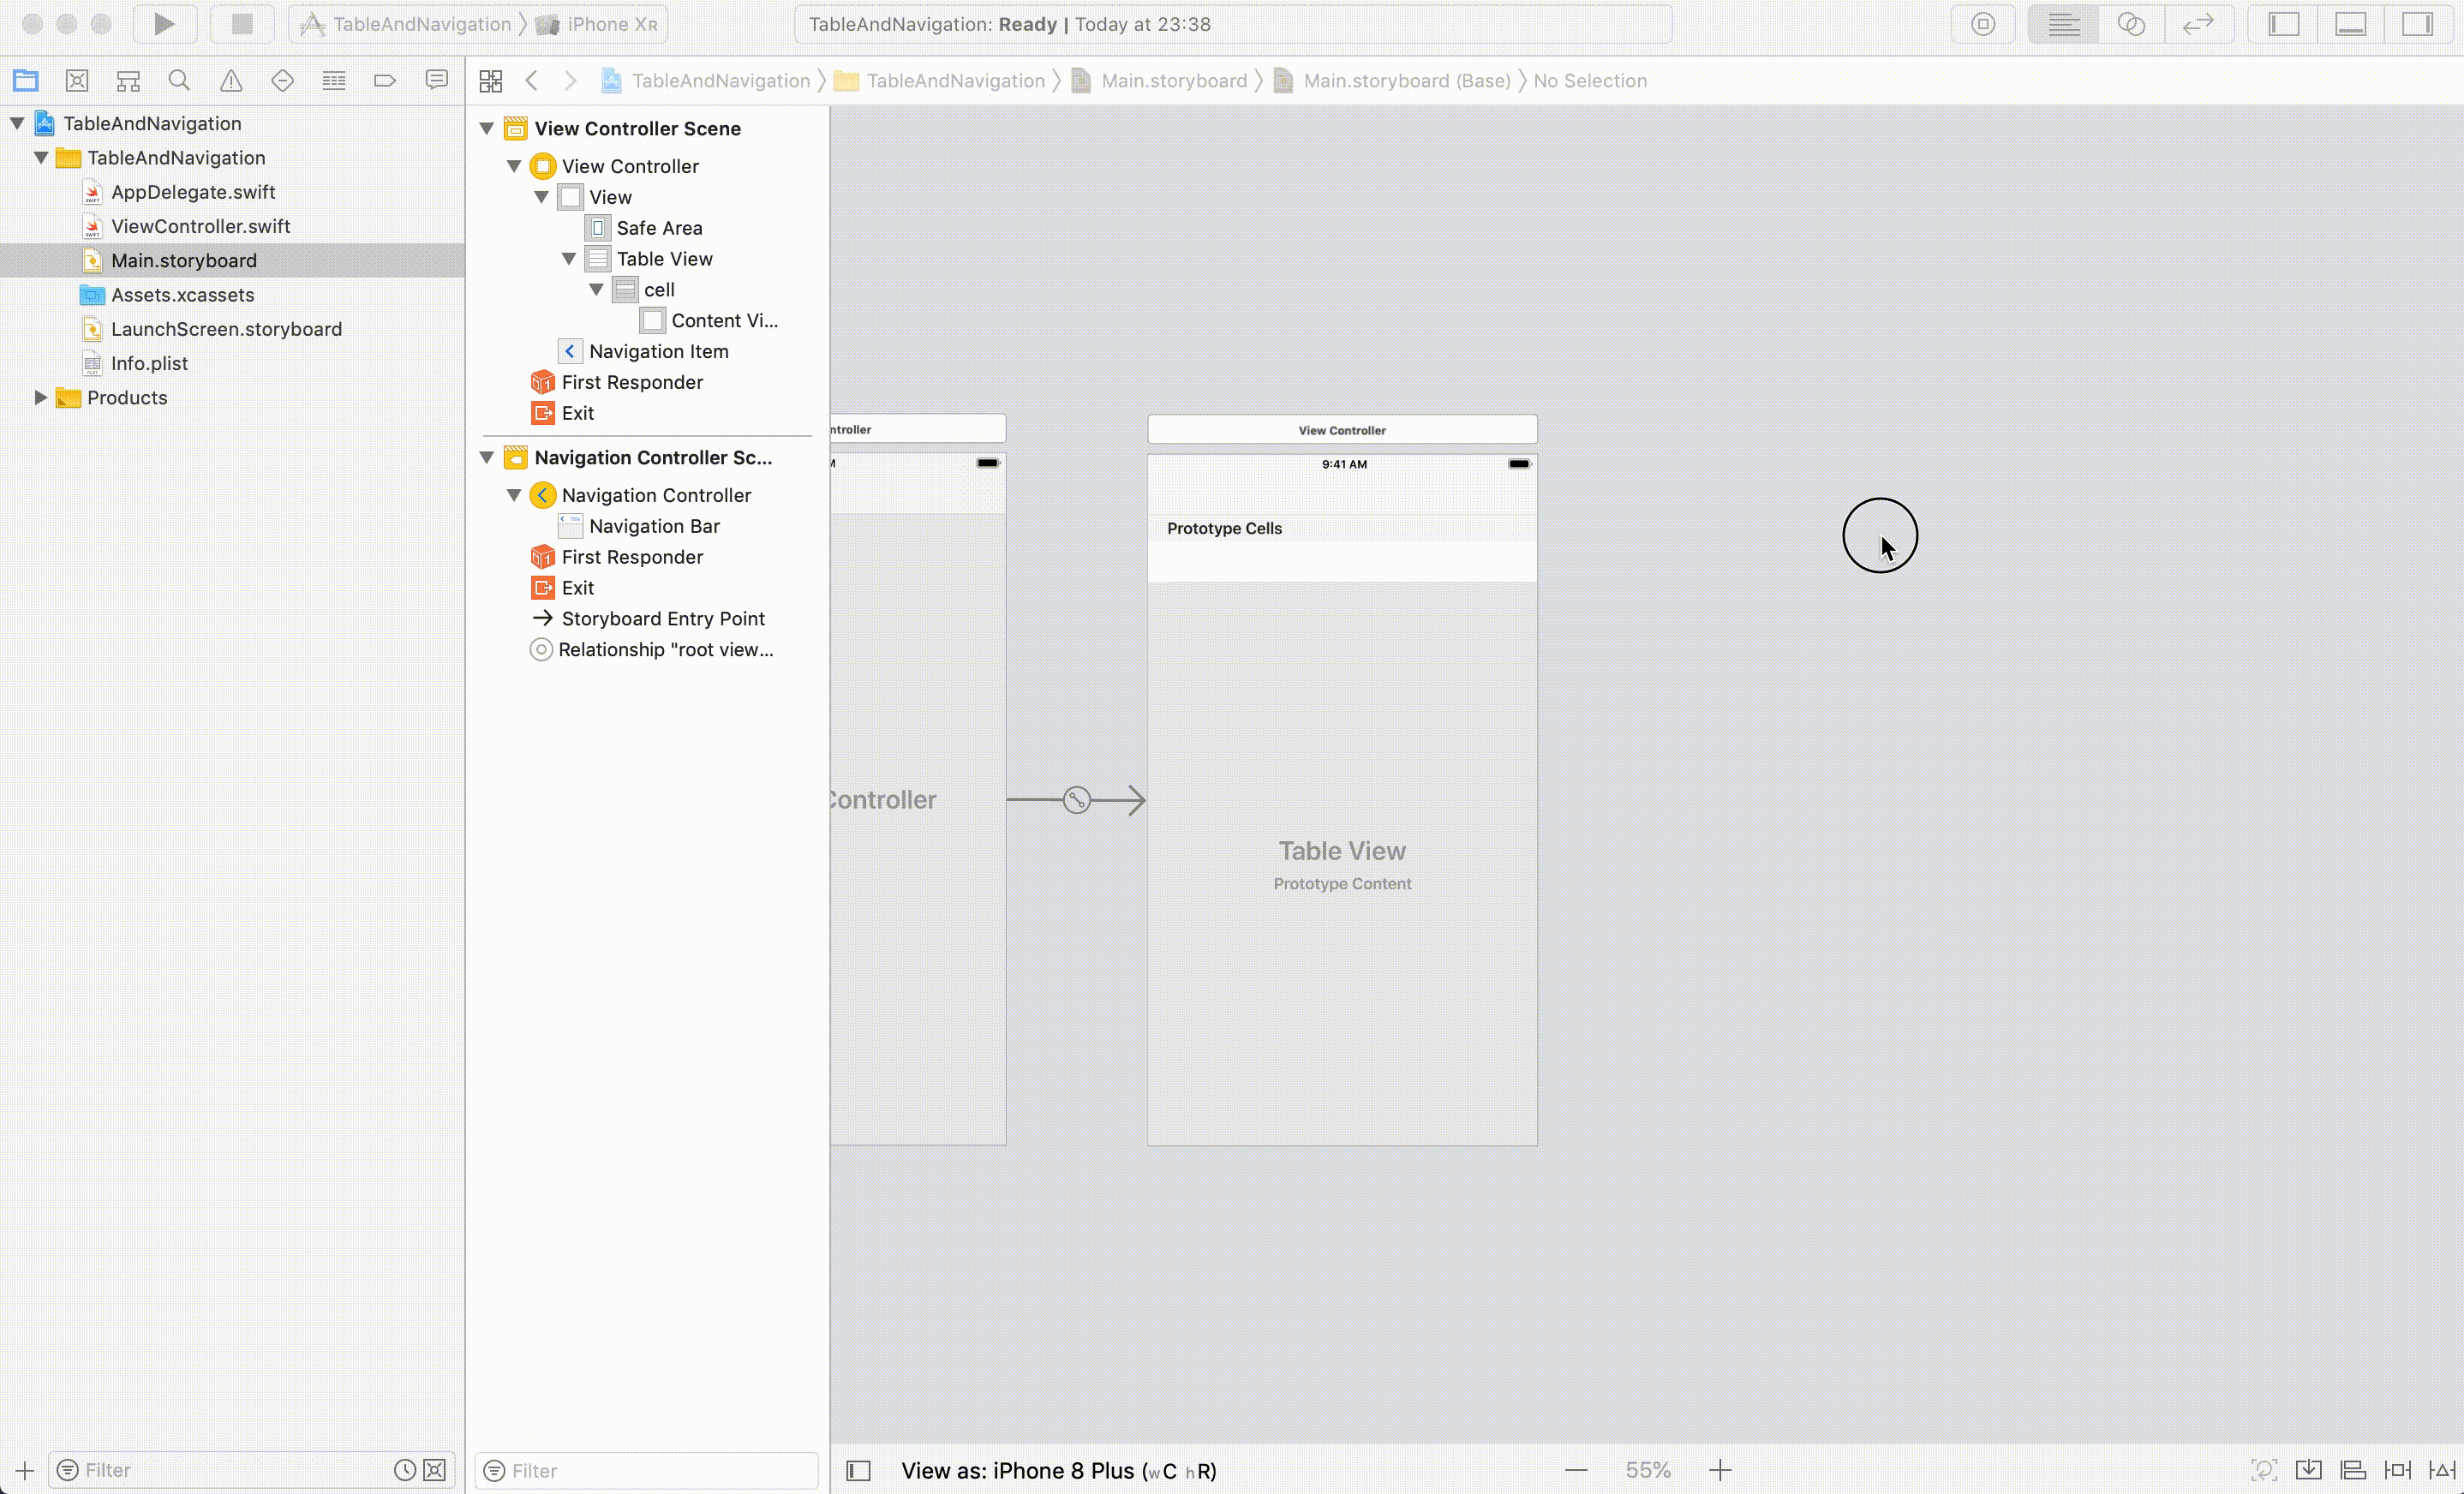 TableAndNavigation iPhone XR
TableAndNavigation: Ready | Today at 23:38
TableAndNavigation TableAndNavigation Main.storyboard Main.storyboard (Base) No Selection
TableAndNavigation
TableAndNavigation
AppDelegate.swift
ViewController.swift
Main.storyboard
Assets.xcassets
LaunchScreen.storyboard
Info.plist
Products
View Controller Scene
View Controller
View
Safe Area
Table View
cell
Content Vi...
Navigation Item
First Responder
Exit
Navigation Controller Sc...
Navigation Controller
Navigation Bar
First Responder
Exit
Storyboard Entry Point
Relationship "root view...
ntroller
M
Controller
View Controller
9:41 AM
Prototype Cells
Table View
Prototype Content
Filter
Filter
View as: iPhone 8 Plus (wC hR)
55%